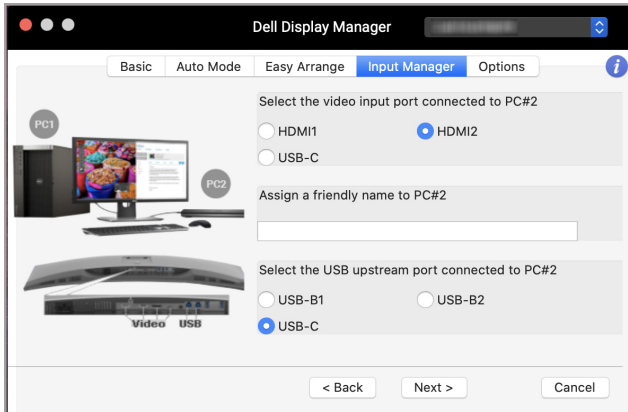 Dell Display Manager
Basic Auto Mode Easy Arrange Input Manager Options i
Select the video input port connected to PC#2
PC1
HDMI1 HDMI2
USB-C
PC2
Assign a friendly name to PC#2
Select the USB upstream port connected to PC#2
USB-B1 USB-B2
Video USB
USB-C
< Back Next > Cancel